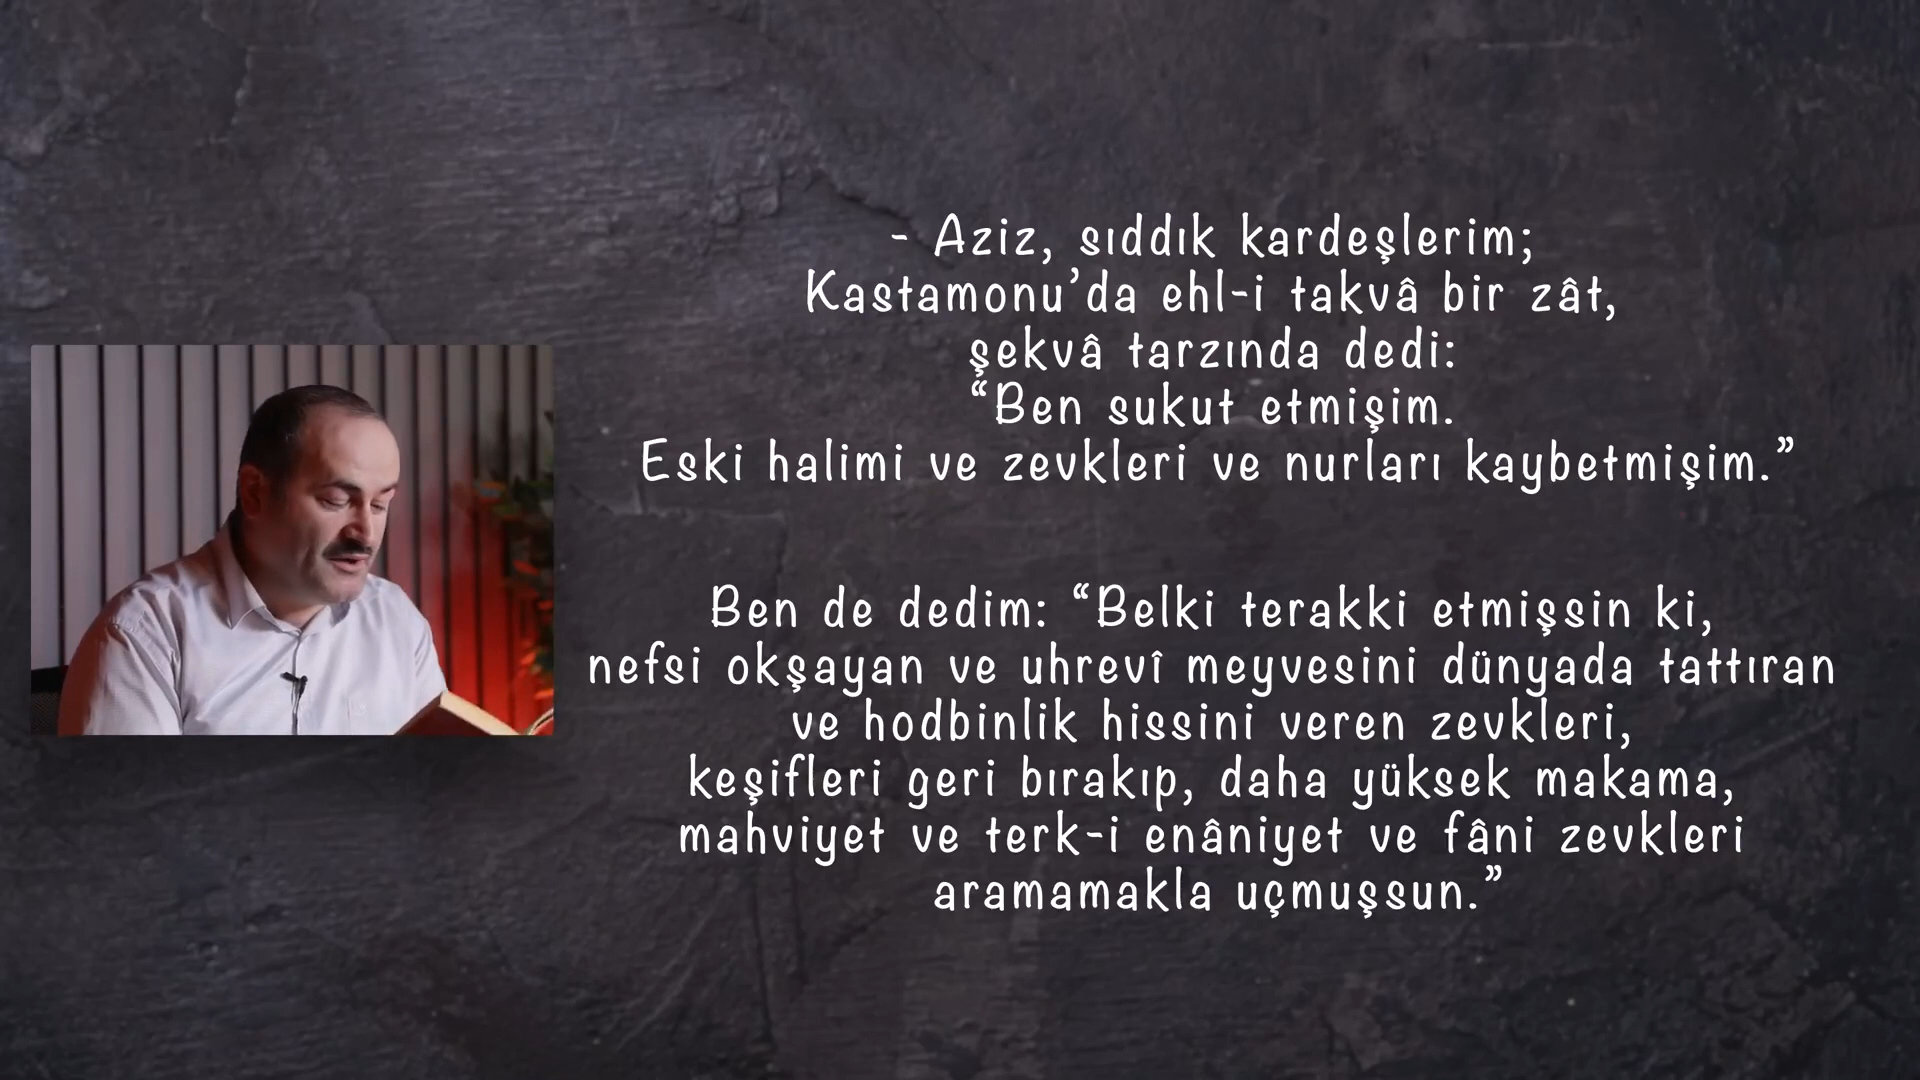 - Aziz, sıddık kardeşlerim;
Kastamonu’da ehl-i takvâ bir zât,
şekvâ tarzında dedi:
“Ben sukut etmişim.
Eski halimi ve zevkleri ve nurları kaybetmişim.”
Ben de dedim: “Belki terakki etmişsin ki,
nefsi okşayan ve uhrevî meyvesini dünyada tattıran
ve hodbinlik hissini veren zevkleri,
keşifleri geri bırakıp, daha yüksek makama,
mahviyet ve terk-i enâniyet ve fâni zevkleri
aramamakla uçmuşsun.”